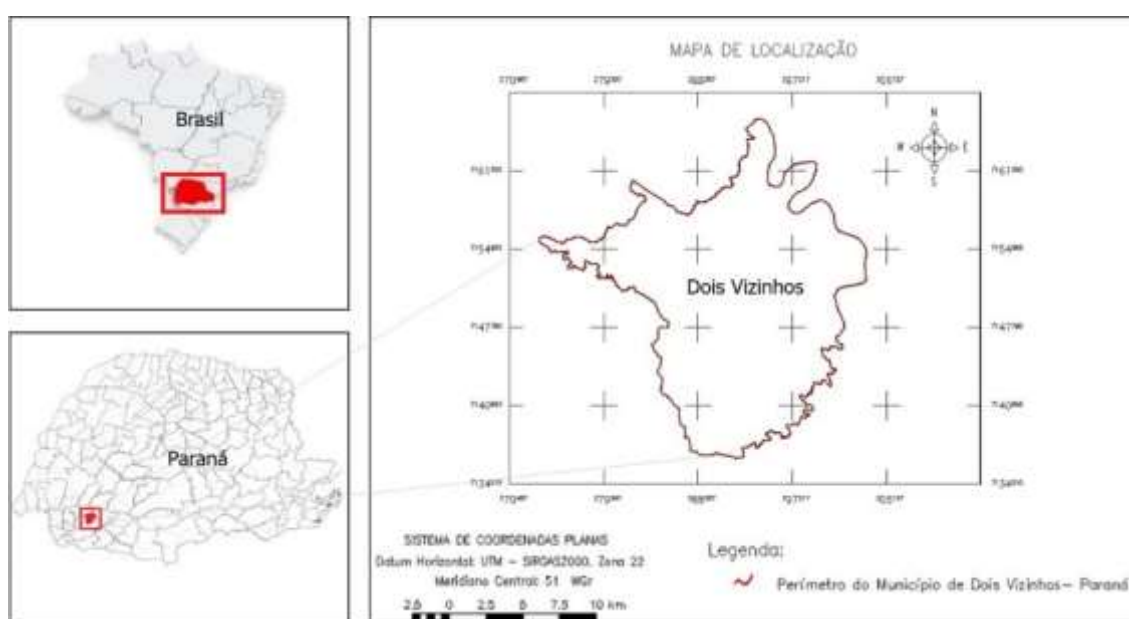 Brasil
Paraná
MAPA DE LOCALIZAÇÃO
N
W E
S
Dois Vizinhos
SISTEMA DE COORDENADAS PLANAS
Datum Horizontal: UTM - SIRGAS2000, Zona 22
Meridiano Central: 51 WGr
2.5 0 2.5 5 7.5 10 km
Legenda:
Perímetro do Município de Dois Vizinhos- Paraná